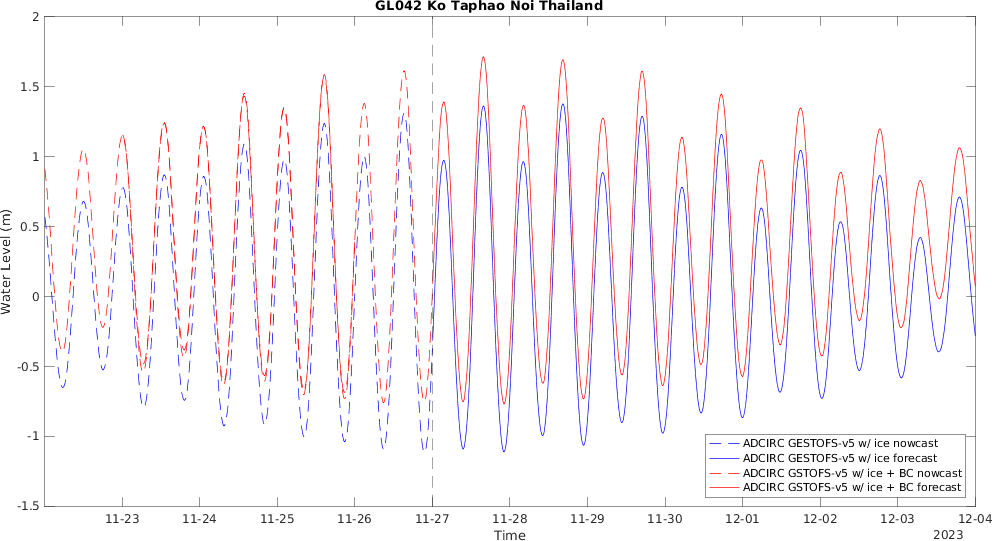 GL042 Ko Taphao Noi Thailand
2
1.5
1
0.5
0
-0.5
-1
-1.5
Water Level (m)
11-23 11-24 11-25 11-26 11-27 11-28 11-29 11-30 12-01 12-02 12-03 12-04
Time
2023
ADCIRC GESTOFS-v5 w/ ice nowcast
ADCIRC GESTOFS-v5 w/ ice forecast
ADCIRC GSTOFS-v5 w/ ice + BC nowcast
ADCIRC GSTOFS-v5 w/ ice + BC forecast